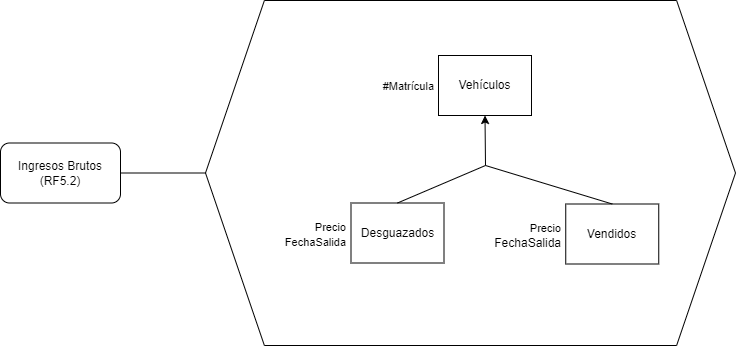 #Matrícula
Vehículos
Ingresos Brutos
(RF5.2)
Precio
FechaSalida
Desguazados
Precio
FechaSalida
Vendidos